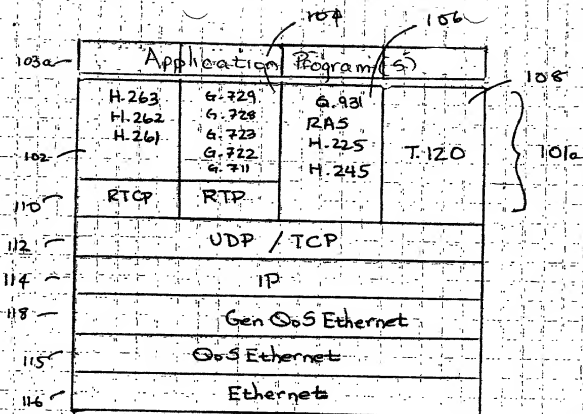 104 106
103a Application Program(s)
108
H.263 G.729 Q.931
H.262 G.728 RAS
H.261 G.723 H.225 T.120 101a
102 G.722 H.245
G.711
110 RTCP RTP
112 UDP / TCP
114 IP
118 Gen QoS Ethernet
115 QoS Ethernet
116 Ethernet